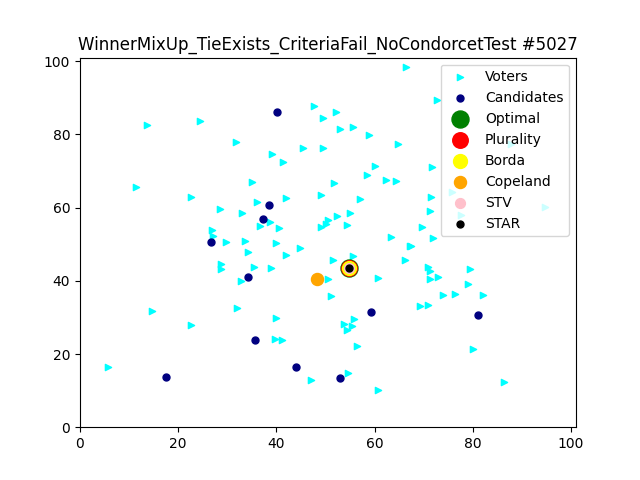 WinnerMixUp_TieExists_CriteriaFail_NoCondorcetTest #5027
100
80
60
40
20
0
Voters
Candidates
Optimal
Plurality
Borda
Copeland
STV
STAR
0 20 40 60 80 100